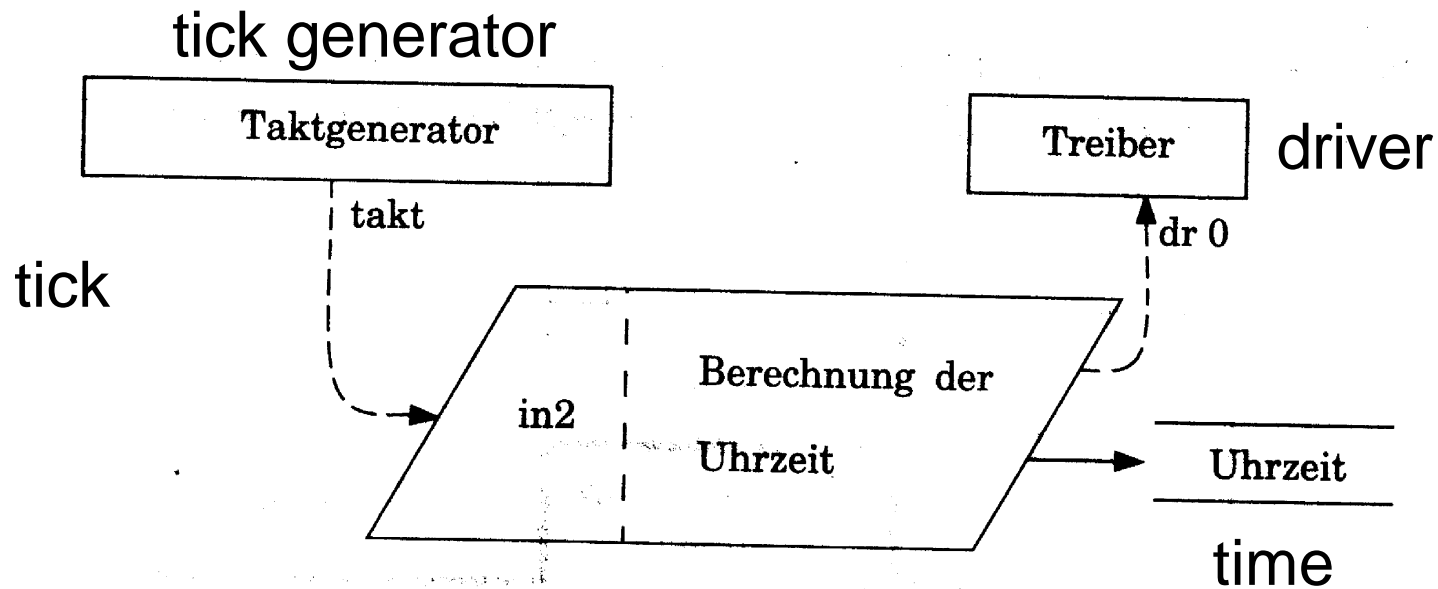 tick generator
Taktgenerator
Treiber
driver
takt
dr 0
tick
in2
Berechnung der
Uhrzeit
Uhrzeit
time